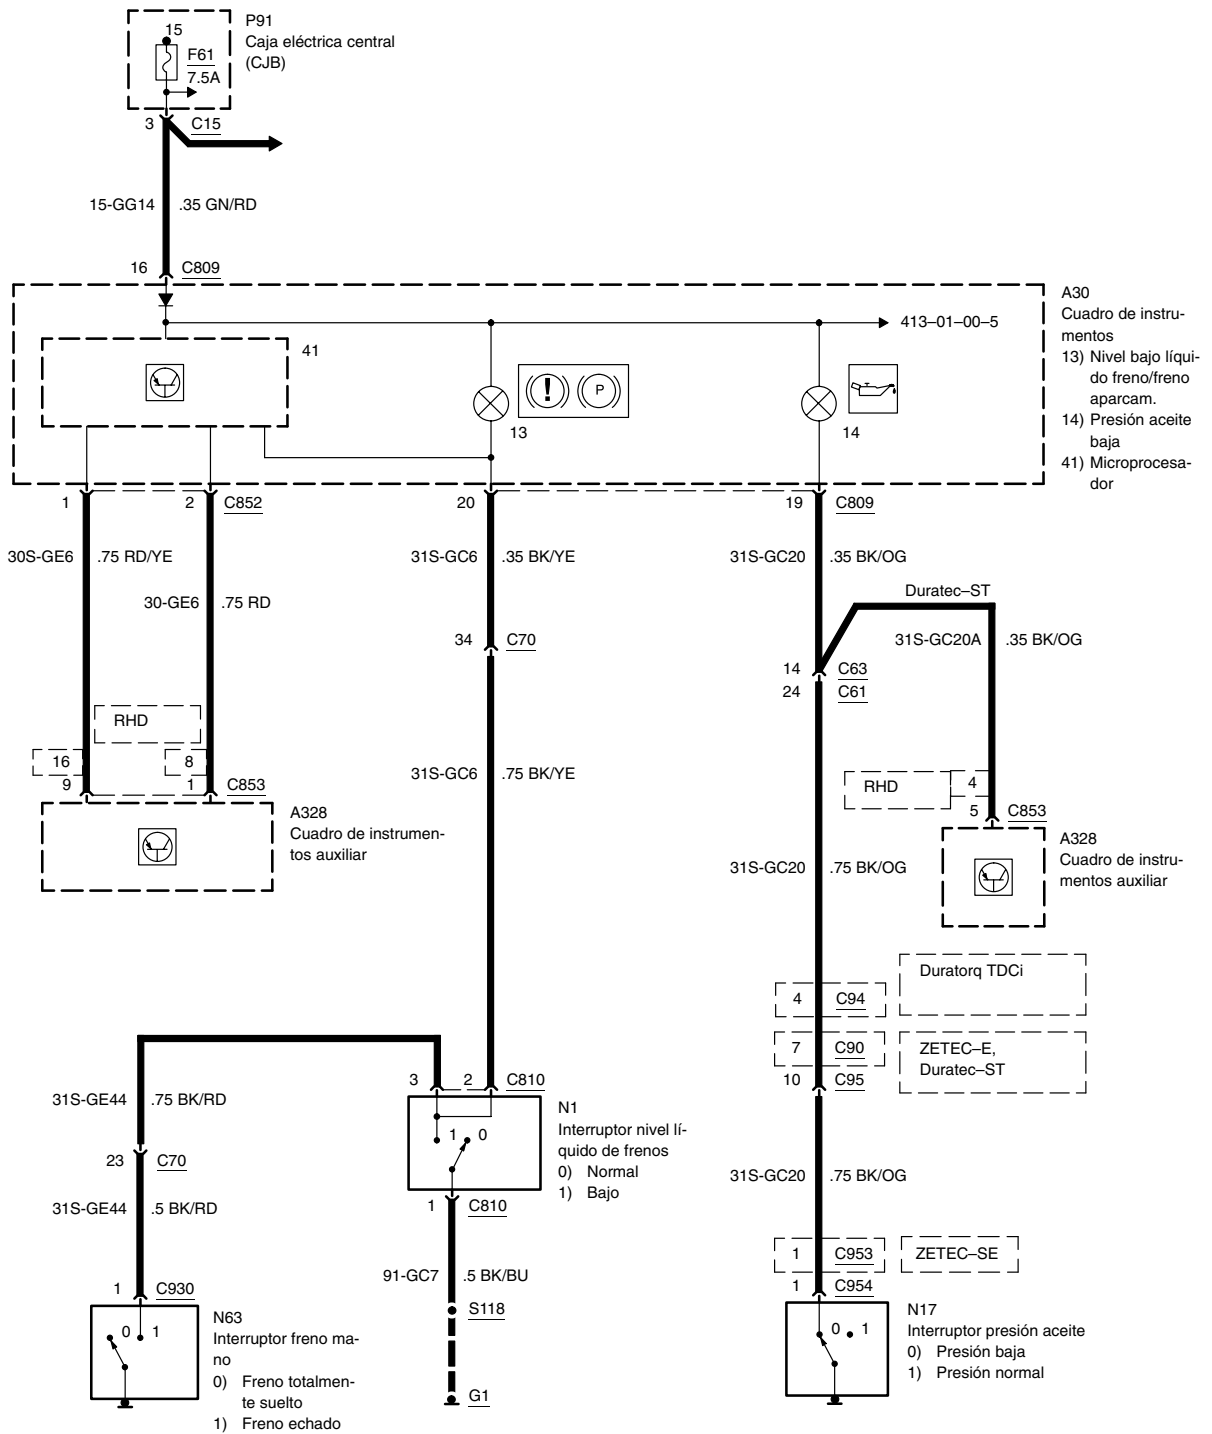 15
F61
7.5A
P91
Caja eléctrica central
(CJB)
3
C15
15-GG14
.35 GN/RD
16
C809
A30
Cuadro de instru-
mentos
13) Nivel bajo líqui-
do freno/freno
aparcam.
14) Presión aceite
baja
41) Microprocesa-
dor
413–01–00–5
41
!
P
13
14
1
2
C852
20
19
C809
30S-GE6
.75 RD/YE
31S-GC6
.35 BK/YE
31S-GC20
.35 BK/OG
30-GE6
.75 RD
Duratec–ST
31S-GC20A
.35 BK/OG
34
C70
14
C63
24
C61
RHD
16
8
9
1
C853
A328
Cuadro de instrumen-
tos auxiliar
31S-GC6
.75 BK/YE
RHD
4
5
C853
A328
Cuadro de instru-
mentos auxiliar
31S-GC20
.75 BK/OG
Duratorq TDCi
4
C94
7
C90
ZETEC–E,
Duratec–ST
10
C95
3
2
C810
N1
Interruptor nivel lí-
quido de frenos
0) Normal
1) Bajo
1
0
31S-GE44
.75 BK/RD
23
C70
31S-GE44
.5 BK/RD
1
C810
31S-GC20
.75 BK/OG
91-GC7
.5 BK/BU
1
C953
ZETEC–SE
1
C954
1
C930
S118
N63
Interruptor freno ma-
no
0) Freno totalmen-
te suelto
1) Freno echado
0
1
G1
N17
Interruptor presión aceite
0) Presión baja
1) Presión normal
0
1